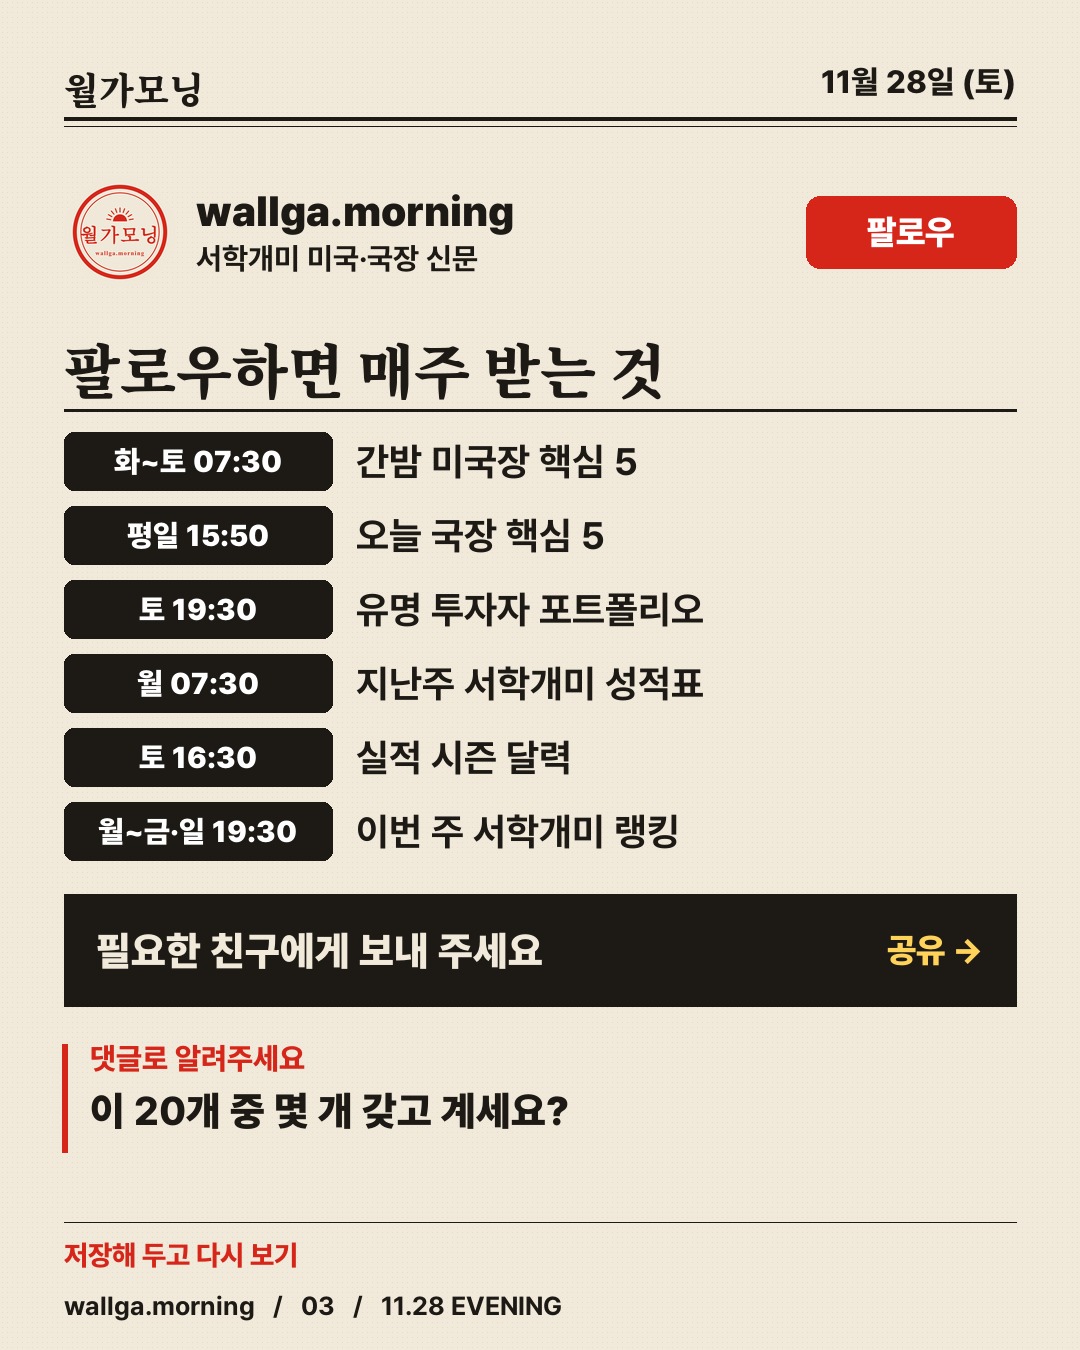 월가모닝
11월 28일 (토)
월가모닝
wallga.morning
wallga.morning
서학개미 미국·국장 신문
팔로우
팔로우하면 매주 받는 것
화~토 07:30 간밤 미국장 핵심 5
평일 15:50 오늘 국장 핵심 5
토 19:30 유명 투자자 포트폴리오
월 07:30 지난주 서학개미 성적표
토 16:30 실적 시즌 달력
월~금·일 19:30 이번 주 서학개미 랭킹
필요한 친구에게 보내 주세요 공유 →
댓글로 알려주세요
이 20개 중 몇 개 갖고 계세요?
저장해 두고 다시 보기
wallga.morning / 03 / 11.28 EVENING